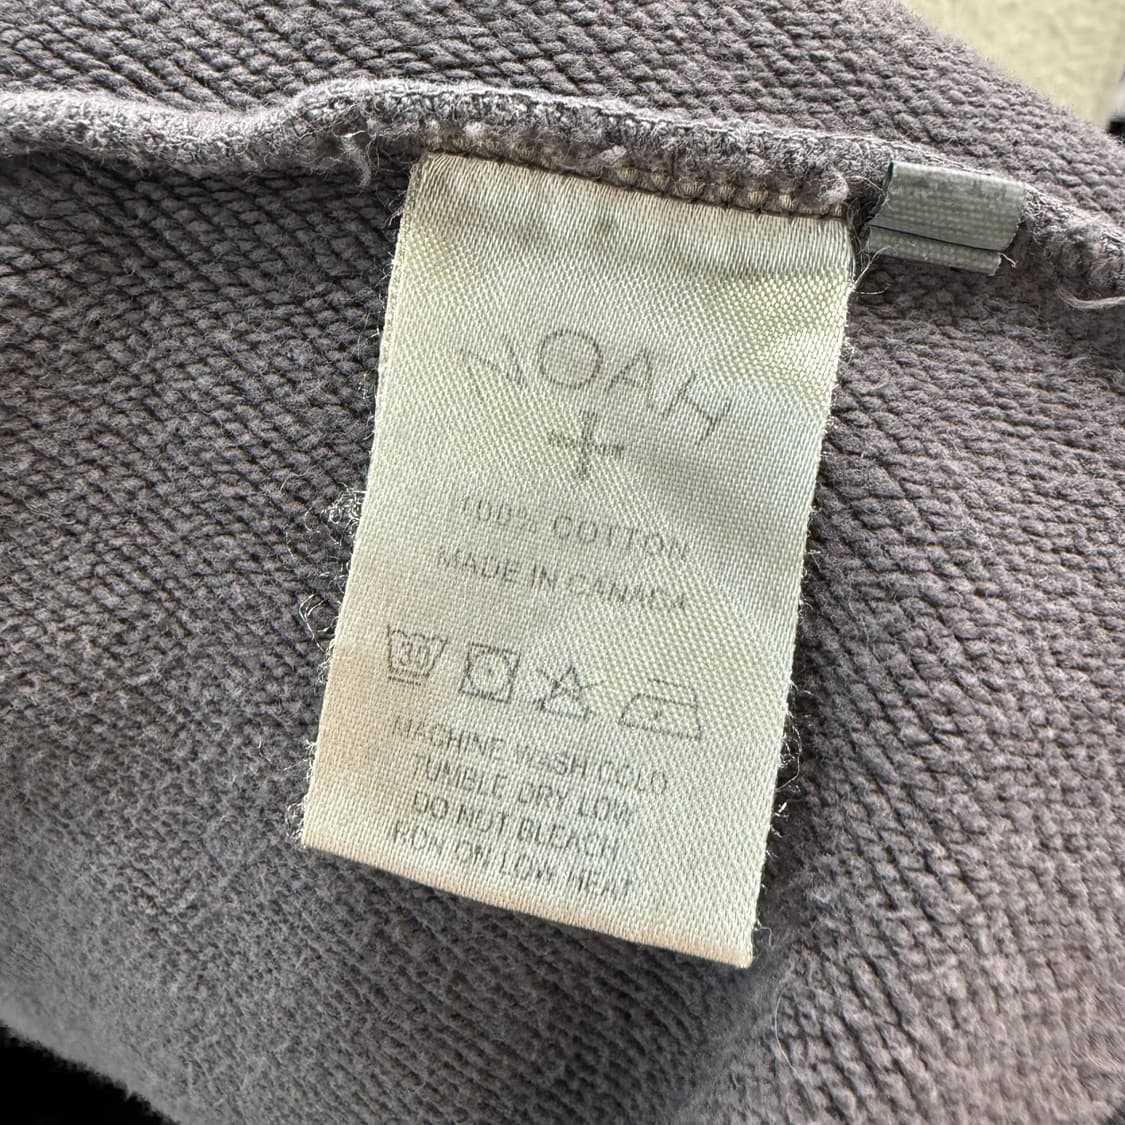 NOAH
100% COTTON
MADE IN CANADA
30
MACHINE WASH COLD
TUMBLE DRY LOW
DO NOT BLEACH
IRON ON LOW HEAT